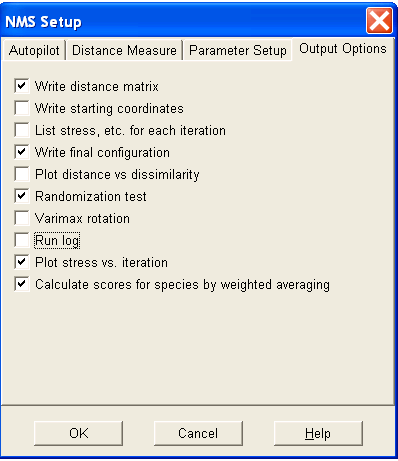 NMS Setup
Autopilot Distance Measure Parameter Setup Output Options
Write distance matrix
Write starting coordinates
List stress, etc. for each iteration
Write final configuration
Plot distance vs dissimilarity
Randomization test
Varimax rotation
Run log
Plot stress vs. iteration
Calculate scores for species by weighted averaging
OK Cancel Help